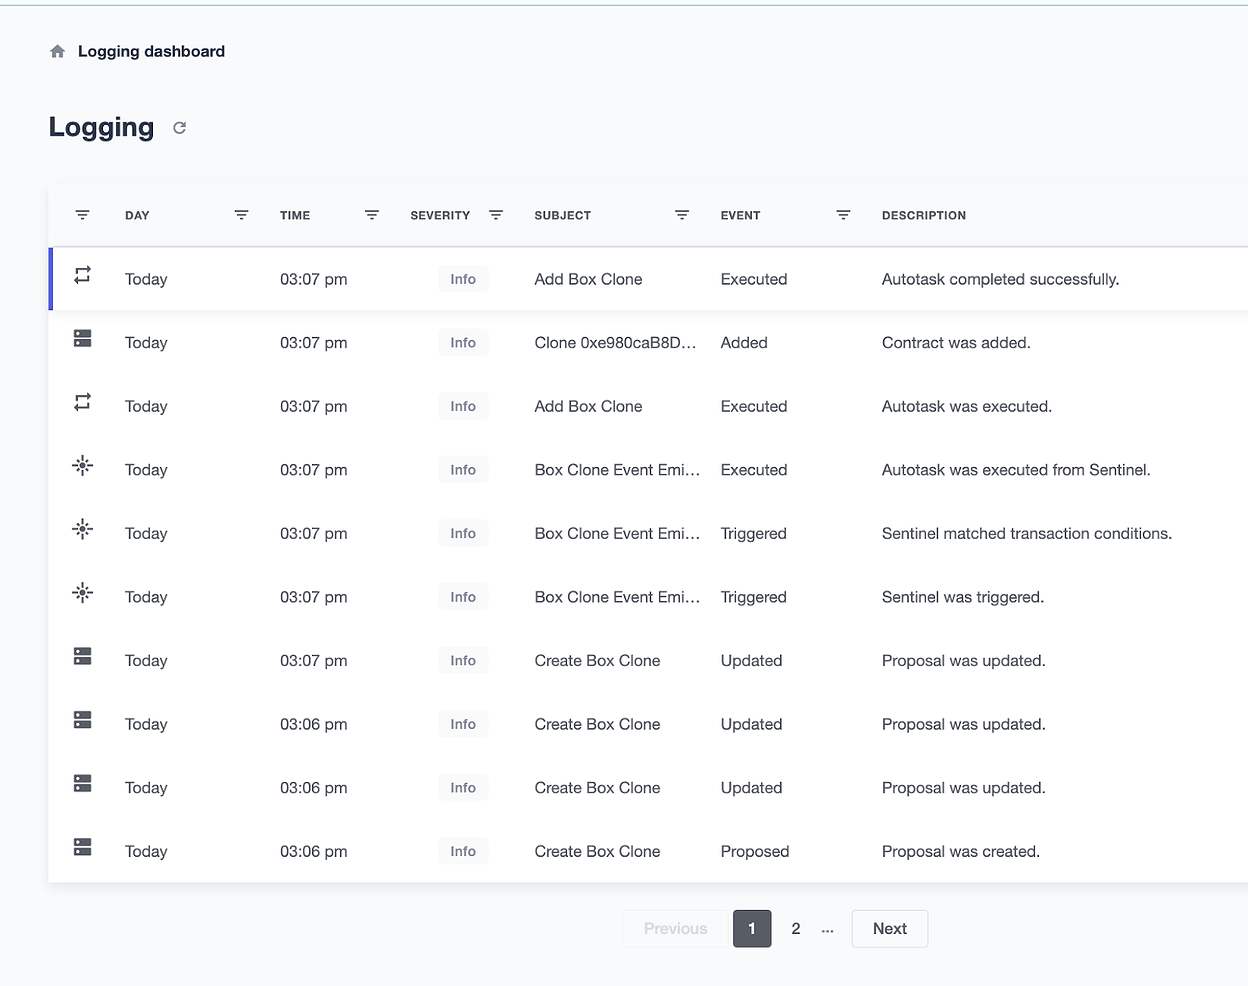 Logging dashboard
Logging
DAY TIME SEVERITY SUBJECT EVENT DESCRIPTION
Today 03:07 pm Info Add Box Clone Executed Autotask completed successfully.
Today 03:07 pm Info Clone 0xe980caB8D... Added Contract was added.
Today 03:07 pm Info Add Box Clone Executed Autotask was executed.
Today 03:07 pm Info Box Clone Event Emi... Executed Autotask was executed from Sentinel.
Today 03:07 pm Info Box Clone Event Emi... Triggered Sentinel matched transaction conditions.
Today 03:07 pm Info Box Clone Event Emi... Triggered Sentinel was triggered.
Today 03:07 pm Info Create Box Clone Updated Proposal was updated.
Today 03:06 pm Info Create Box Clone Updated Proposal was updated.
Today 03:06 pm Info Create Box Clone Updated Proposal was updated.
Today 03:06 pm Info Create Box Clone Proposed Proposal was created.
Previous 1 2 ... Next